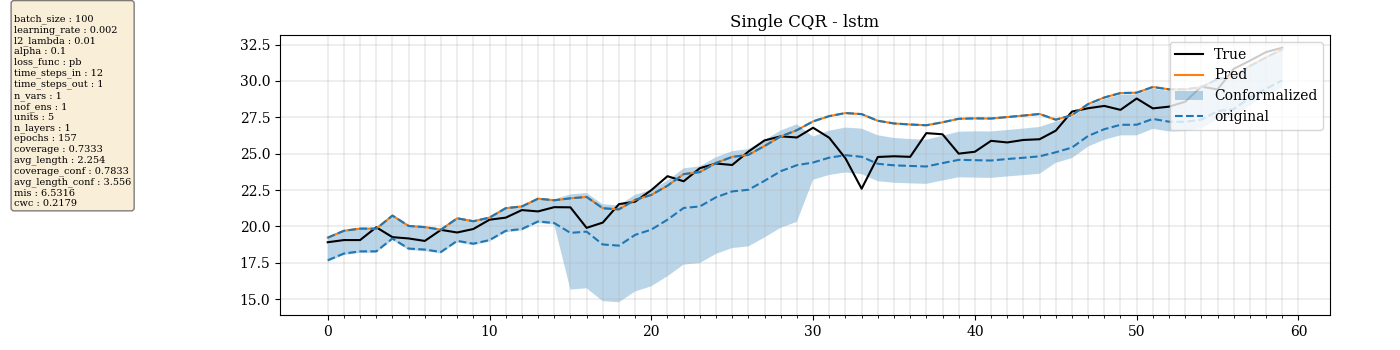 batch_size : 100
learning_rate : 0.002
l2_lambda : 0.01
alpha : 0.1
loss_func : pb
time_steps_in : 12
time_steps_out : 1
n_vars : 1
nof_ens : 1
units : 5
n_layers : 1
epochs : 157
coverage : 0.7333
avg_length : 2.254
coverage_conf : 0.7833
avg_length_conf : 3.556
mis : 6.5316
cwc : 0.2179
Single CQR - lstm
32.5
30.0
27.5
25.0
22.5
20.0
17.5
15.0
True
Pred
Conformalized
original
0 10 20 30 40 50 60